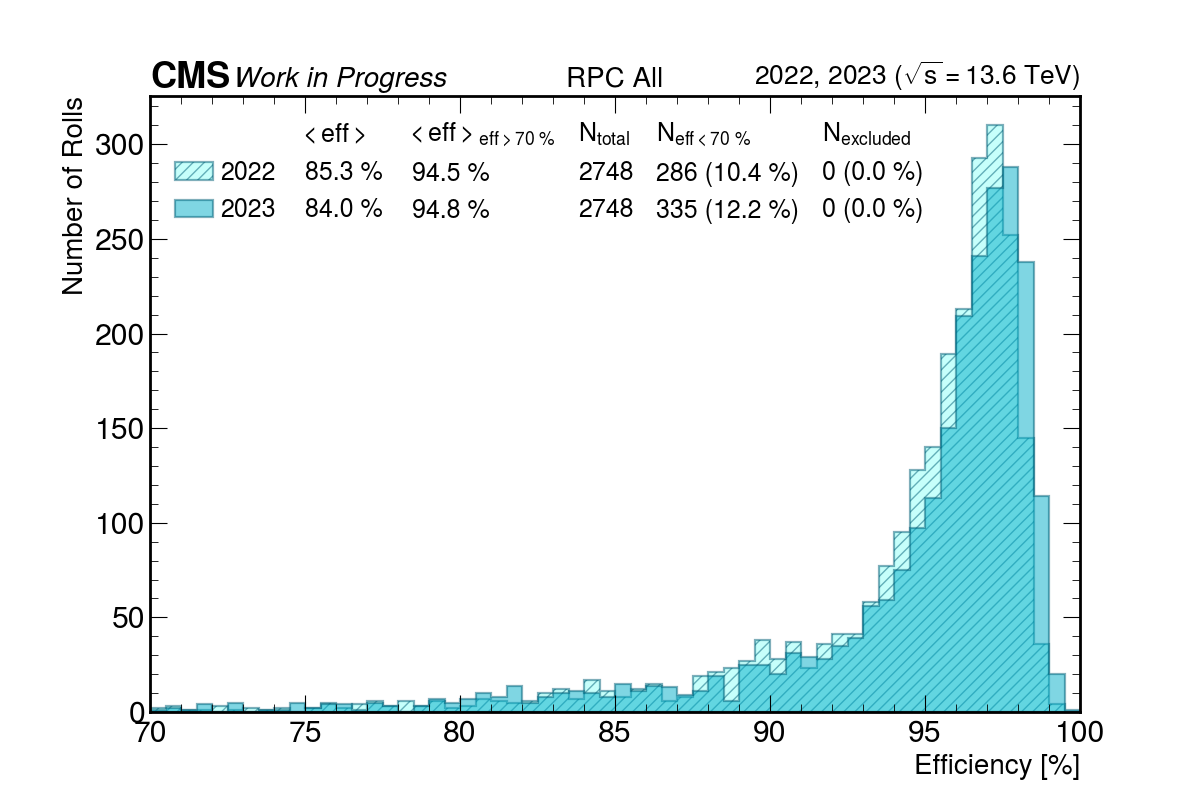 CMS Work in Progress RPC All 2022, 2023 (√s = 13.6 TeV)
< eff > < eff > eff > 70 % Ntotal Neff < 70 % Nexcluded
2022 85.3 % 94.5 % 2748 286 (10.4 %) 0 (0.0 %)
2023 84.0 % 94.8 % 2748 335 (12.2 %) 0 (0.0 %)
Number of Rolls
300
250
200
150
100
50
0
70 75 80 85 90 95 100
Efficiency [%]